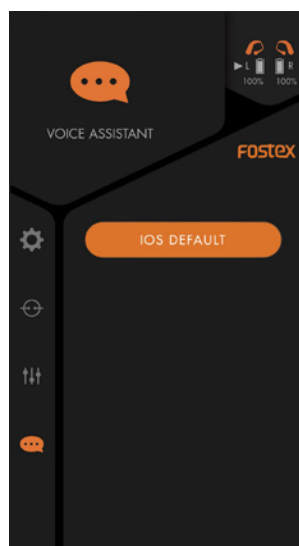 L R
100% 100%
VOICE ASSISTANT
FOSTEX
IOS DEFAULT